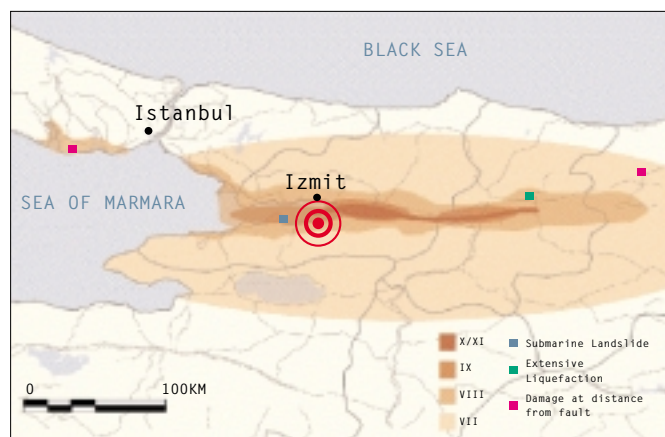 BLACK SEA
Istanbul
Izmit
SEA OF MARMARA
X/XI
IX
VIII
VII
Submarine Landslide
Extensive
Liquefaction
Damage at distance
from fault
0 100KM